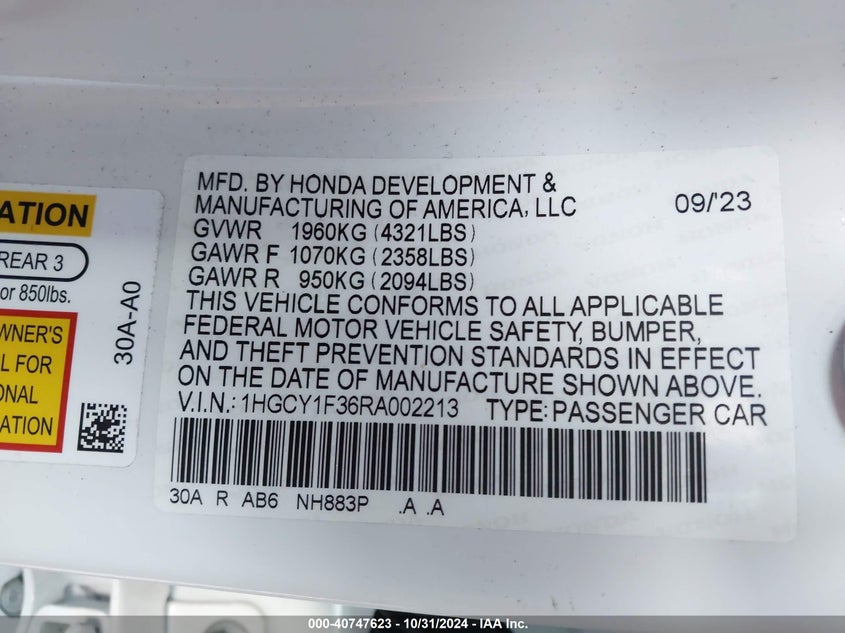 ATION
REAR 3
or 850lbs.
WNER'S
L FOR
ONAL
ATION
30A-A0
MFD. BY HONDA DEVELOPMENT &
MANUFACTURING OF AMERICA, LLC 09/'23
GVWR 1960KG (4321LBS)
GAWR F 1070KG (2358LBS)
GAWR R 950KG (2094LBS)
THIS VEHICLE CONFORMS TO ALL APPLICABLE
FEDERAL MOTOR VEHICLE SAFETY, BUMPER,
AND THEFT PREVENTION STANDARDS IN EFFECT
ON THE DATE OF MANUFACTURE SHOWN ABOVE.
V.I.N.: 1HGCY1F36RA002213 TYPE: PASSENGER CAR
30A R AB6 NH883P .A .A
000-40747623 - 10/31/2024 - IAA Inc.